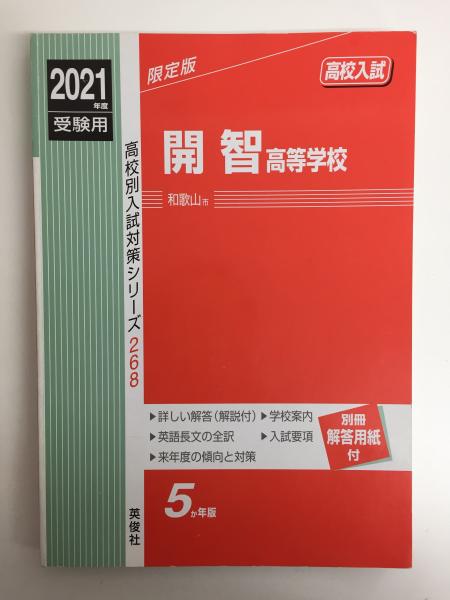 2021年度
受験用
限定版
高校入試
開智高等学校
和歌山市
高校別入試対策シリーズ268
▶詳しい解答(解説付) ▶学校案内
▶英語長文の全訳 ▶入試要項
▶来年度の傾向と対策
別冊
解答用紙
付
5か年版
英俊社